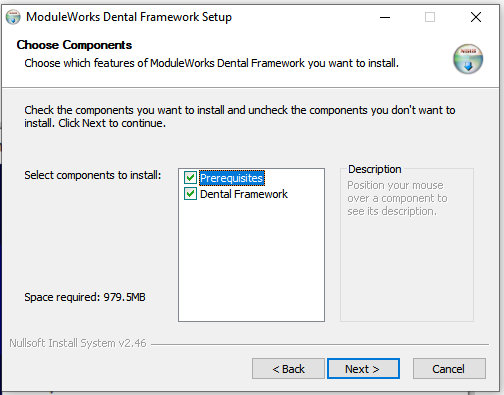 ModuleWorks Dental Framework Setup
Choose Components
Choose which features of ModuleWorks Dental Framework you want to install.
Check the components you want to install and uncheck the components you don't want to
install. Click Next to continue.
Select components to install:
Prerequisites
Dental Framework
Description
Position your mouse
over a component to
see its description.
Space required: 979.5MB
Nullsoft Install System v2.46
< Back
Next >
Cancel